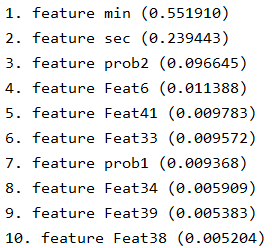 1. feature min (0.551910)
2. feature sec (0.239443)
3. feature prob2 (0.096645)
4. feature Feat6 (0.011388)
5. feature Feat41 (0.009783)
6. feature Feat33 (0.009572)
7. feature prob1 (0.009368)
8. feature Feat34 (0.005909)
9. feature Feat39 (0.005383)
10. feature Feat38 (0.005204)